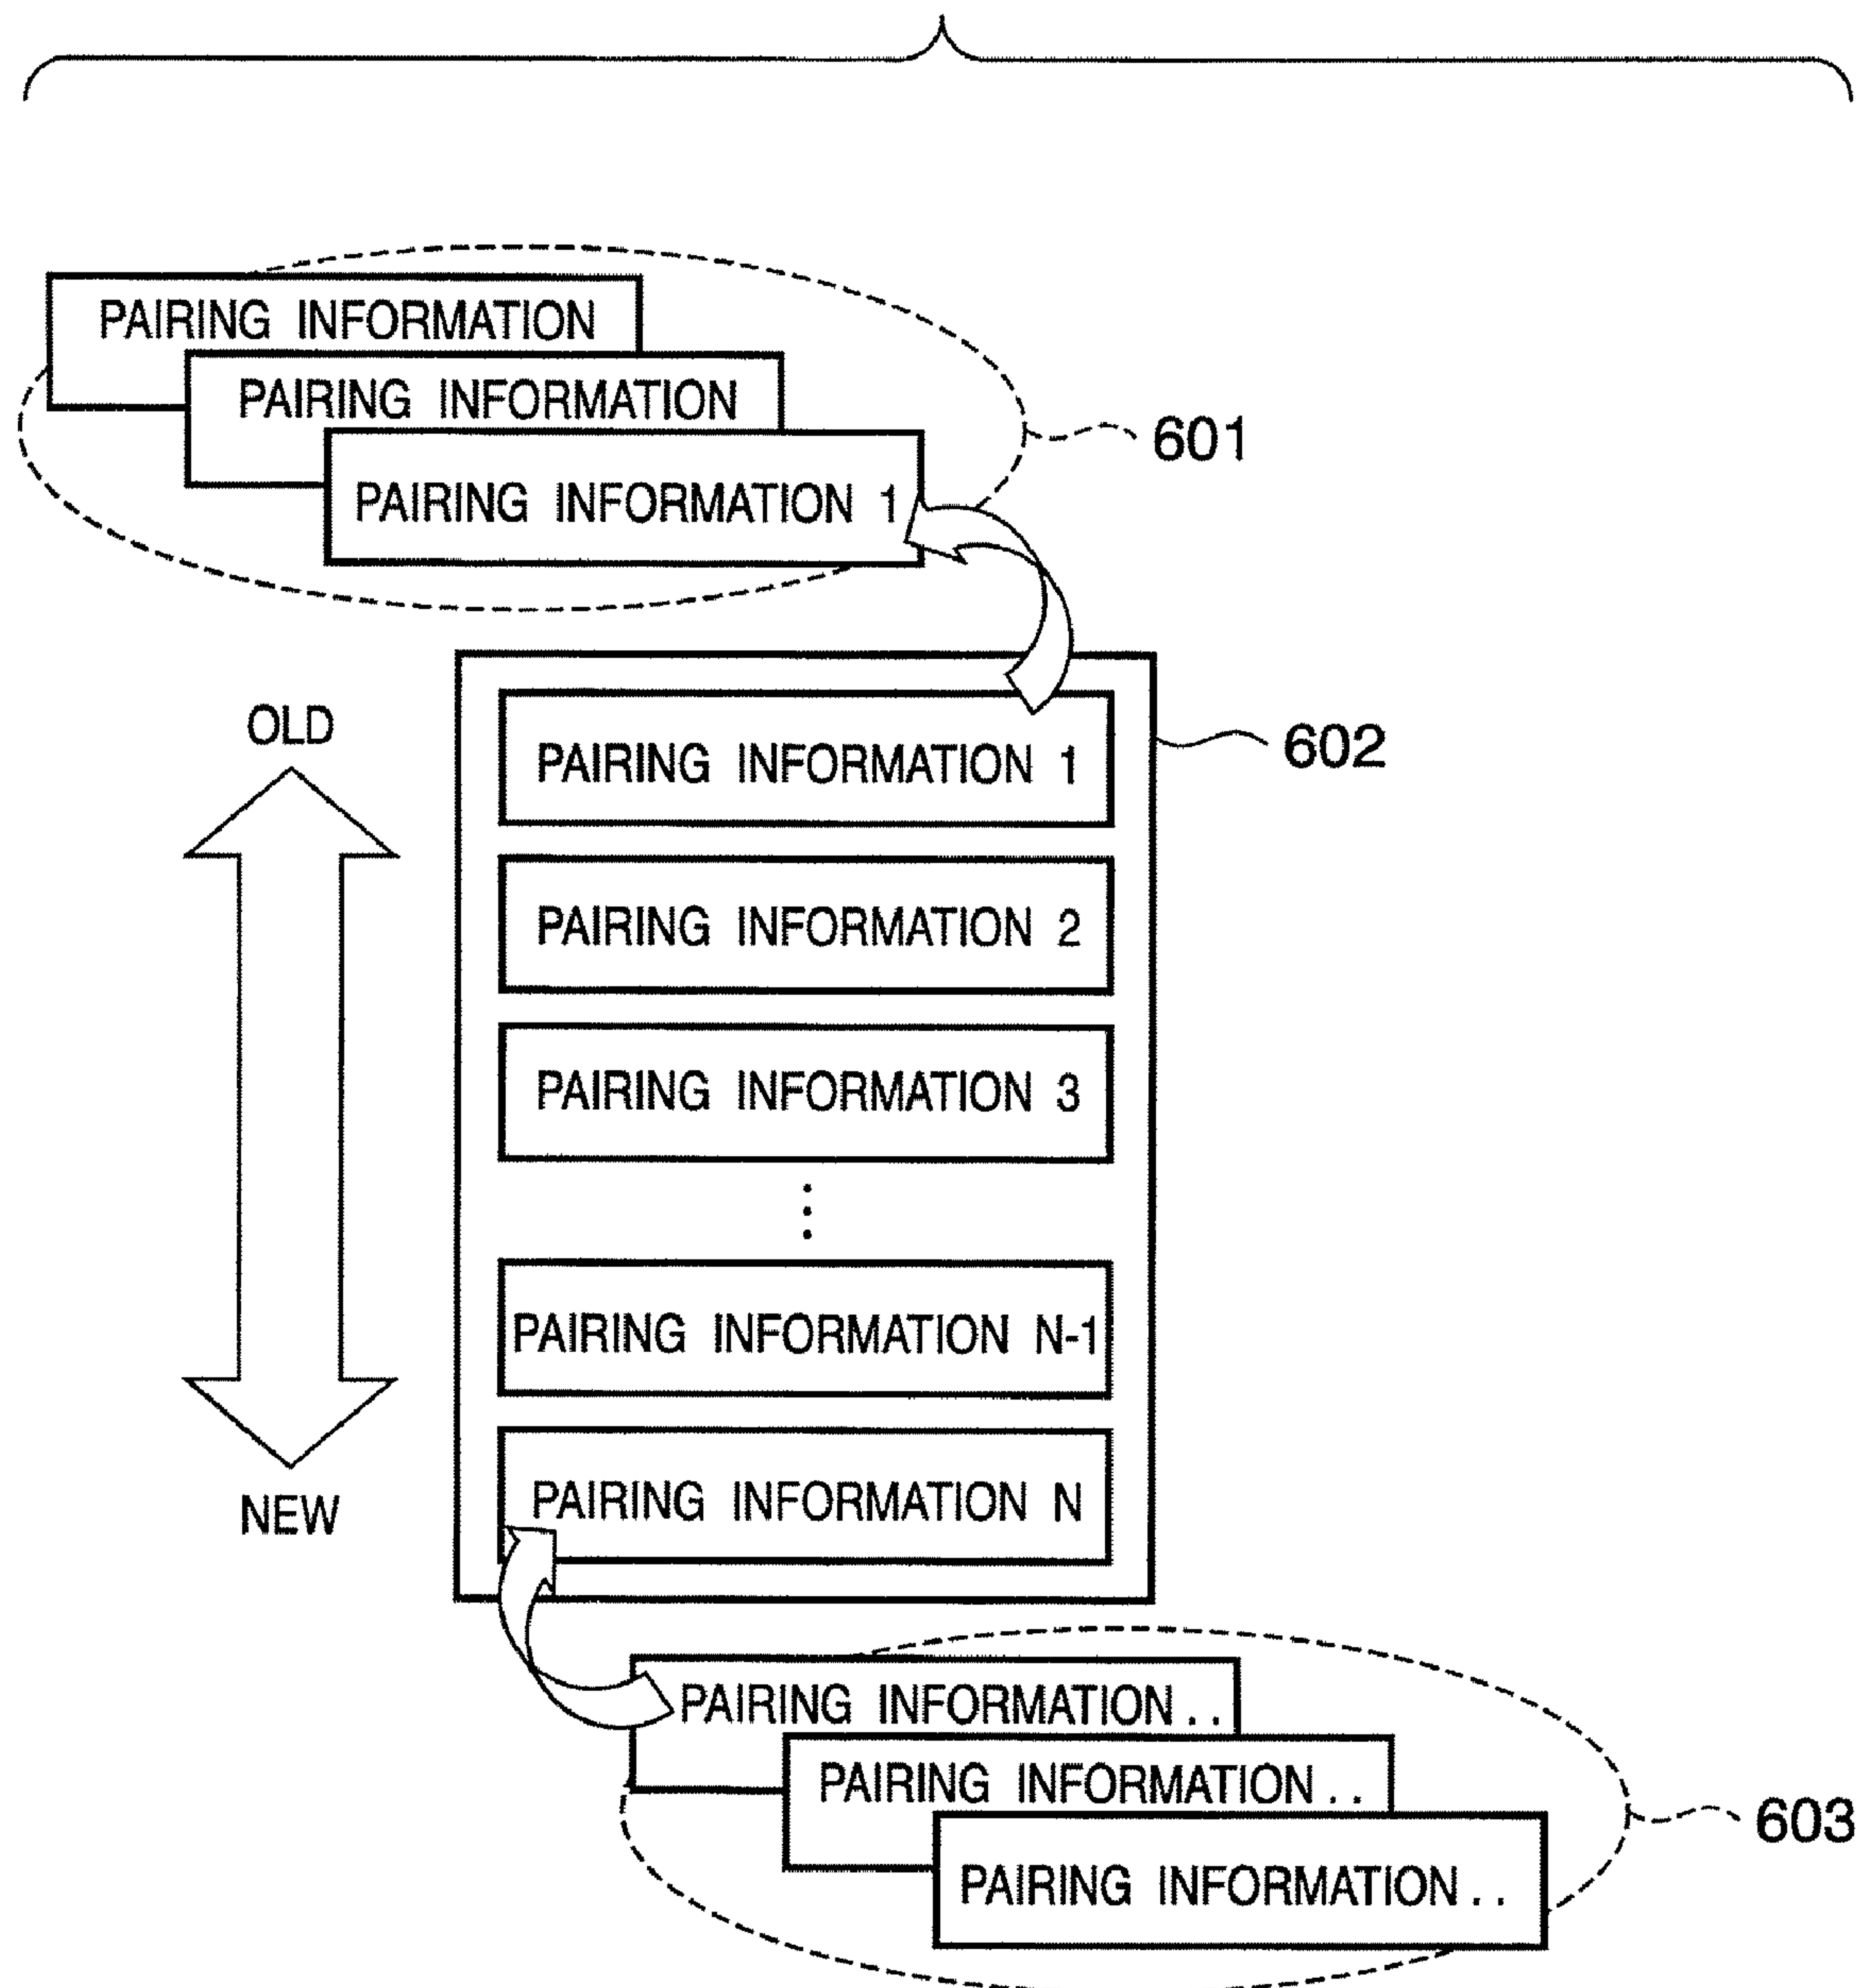 PAIRING INFORMATION
PAIRING INFORMATION
PAIRING INFORMATION 1
601
OLD
602
PAIRING INFORMATION 1
PAIRING INFORMATION 2
PAIRING INFORMATION 3
PAIRING INFORMATION N-1
PAIRING INFORMATION N
NEW
PAIRING INFORMATION . .
PAIRING INFORMATION . .
PAIRING INFORMATION . .
603